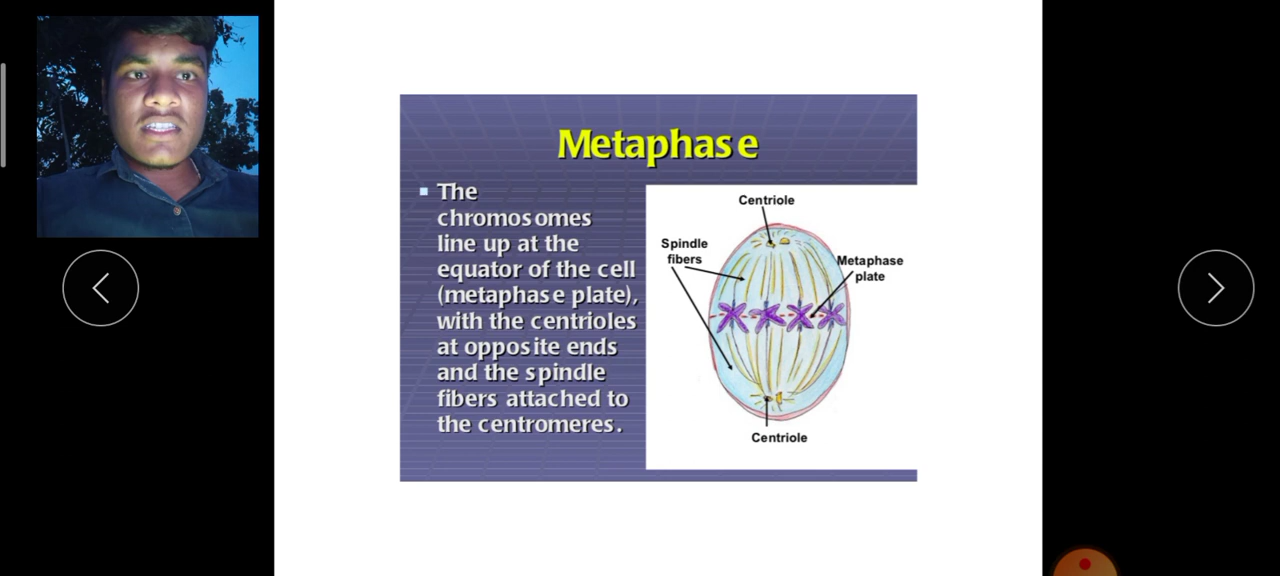 Metaphase
The
chromosomes
line up at the
equator of the cell
(metaphase plate),
with the centrioles
at opposite ends
and the spindle
fibers attached to
the centromeres.
Centriole
Spindle
fibers
Metaphase
plate
Centriole